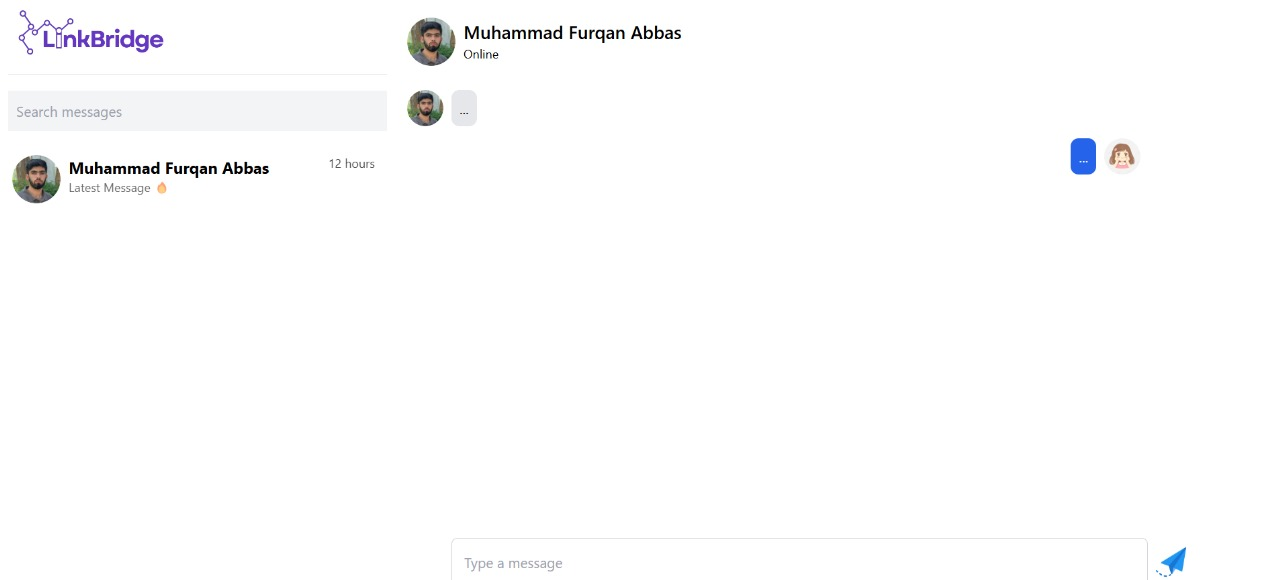 LinkBridge
Search messages
Muhammad Furqan Abbas
12 hours
Latest Message 🔥
Muhammad Furqan Abbas
Online
...
...
Type a message